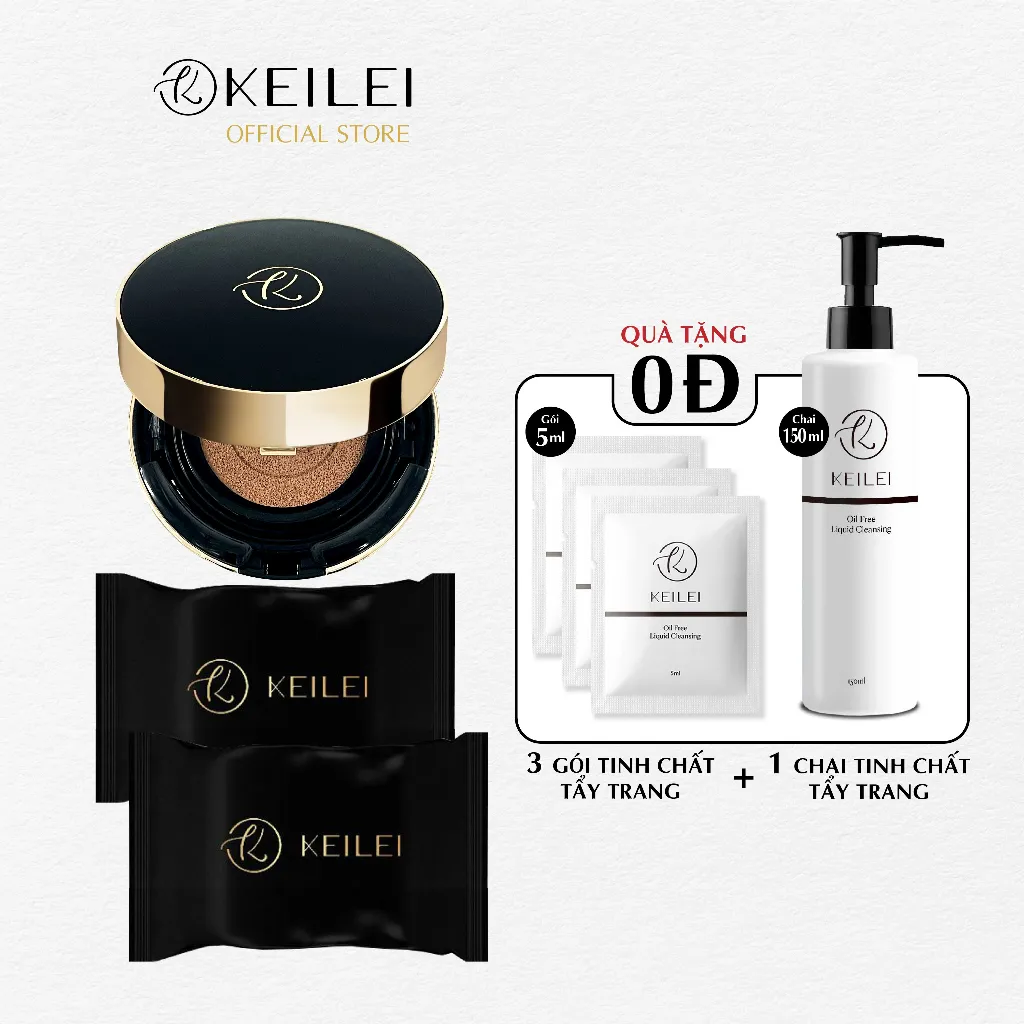 KEILEI
OFFICIAL STORE
QUÀ TẶNG
0Đ
Gói
5ml
Chai
150ml
KEILEI
Oil Free
Liquid Cleansing
5ml
KEILEI
Oil Free
Liquid Cleansing
150ml
3 GÓI TINH CHẤT
TẨY TRANG
+
1 CHAI TINH CHẤT
TẨY TRANG
KEILEI
KEILEI